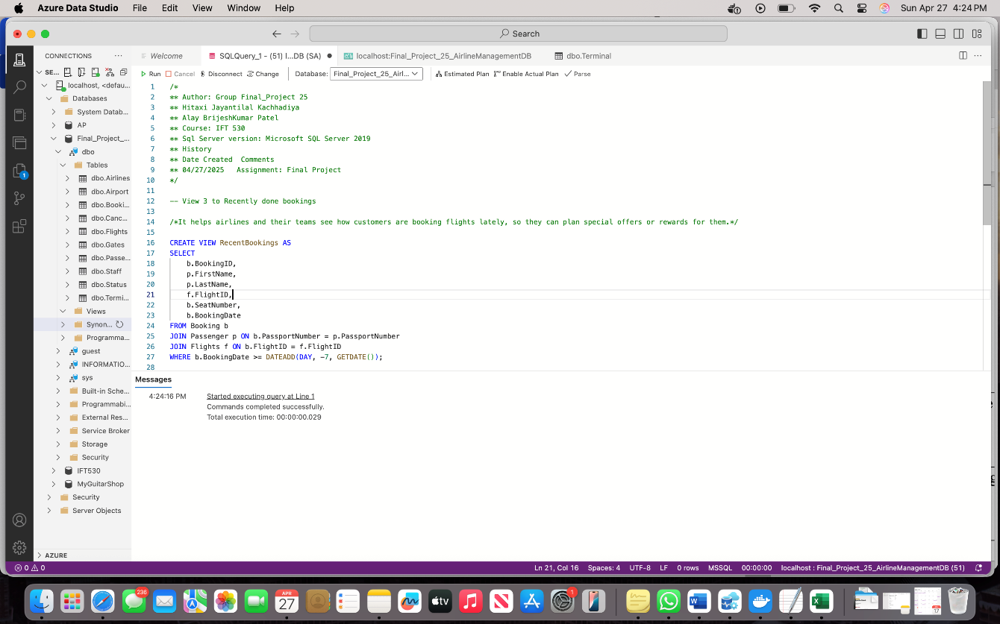 Azure Data Studio File Edit View Window Help Sun Apr 27 4:24 PM
Search
CONNECTIONS
Welcome SQLQuery_1 - (51) l...DB (SA) localhost:Final_Project_25_AirlineManagementDB dbo.Terminal
SE...
Run Cancel Disconnect Change Database: Final_Project_25_Airl... Estimated Plan Enable Actual Plan Parse
localhost, <defau...
Databases
System Datab...
AP
Final_Project_...
dbo
Tables
dbo.Airlines
dbo.Airport
dbo.Booki...
dbo.Canc...
dbo.Flights
dbo.Gates
dbo.Passe...
dbo.Staff
dbo.Status
dbo.Termi...
Views
Synon...
Programma...
guest
INFORMATIO...
sys
Built-in Sche...
Programmabi...
External Res...
Service Broker
Storage
Security
IFT530
MyGuitarShop
Security
Server Objects
AZURE
1 /*
2 ** Author: Group Final_Project 25
3 ** Hitaxi Jayantilal Kachhadiya
4 ** Alay BrijeshKumar Patel
5 ** Course: IFT 530
6 ** Sql Server version: Microsoft SQL Server 2019
7 ** History
8 ** Date Created Comments
9 ** 04/27/2025 Assignment: Final Project
10 */
11
12 -- View 3 to Recently done bookings
13
14 /*It helps airlines and their teams see how customers are booking flights lately, so they can plan special offers or rewards for them.*/
15
16 CREATE VIEW RecentBookings AS
17 SELECT
18 b.BookingID,
19 p.FirstName,
20 p.LastName,
21 f.FlightID,
22 b.SeatNumber,
23 b.BookingDate
24 FROM Booking b
25 JOIN Passenger p ON b.PassportNumber = p.PassportNumber
26 JOIN Flights f ON b.FlightID = f.FlightID
27 WHERE b.BookingDate >= DATEADD(DAY, -7, GETDATE());
28
Messages
4:24:16 PM Started executing query at Line 1
Commands completed successfully.
Total execution time: 00:00:00.029
1
0 0 Ln 21, Col 16 Spaces: 4 UTF-8 LF 0 rows MSSQL 00:00:00 localhost : Final_Project_25_AirlineManagementDB (51)
236
APR
27
tv
1
W
X
17